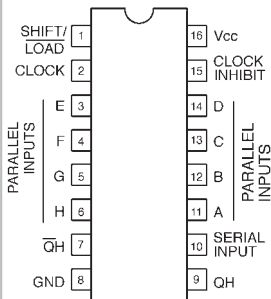 SHIFT/
LOAD 1 16 Vcc
CLOCK 2 15 CLOCK
INHIBIT
PARALLEL
INPUTS
E 3 14 D
F 4 13 C
G 5 12 B
H 6 11 A
PARALLEL
INPUTS
Q̅H 7 10 SERIAL
INPUT
GND 8 9 QH